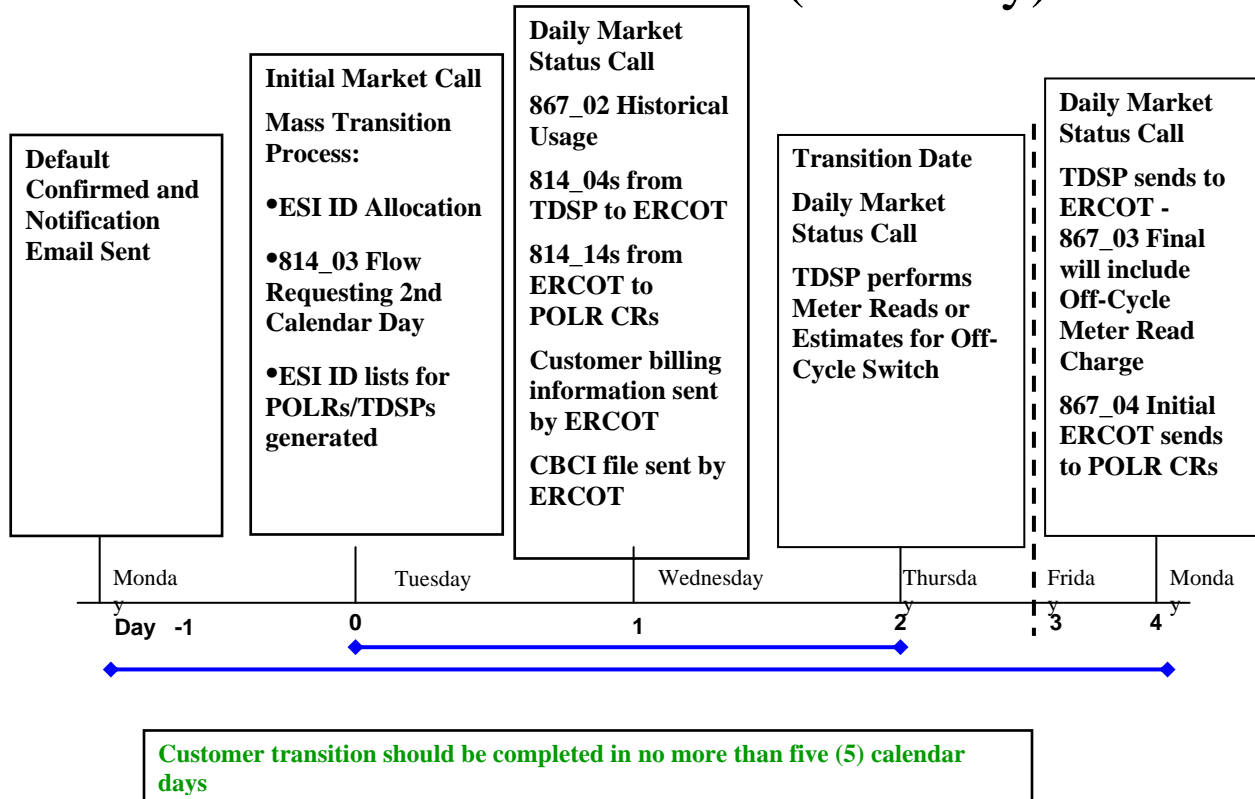 Default
Confirmed and
Notification
Email Sent
Initial Market Call
Mass Transition
Process:
•ESI ID Allocation
•814_03 Flow
Requesting 2nd
Calendar Day
•ESI ID lists for
POLRs/TDSPs
generated
Daily Market
Status Call
867_02 Historical
Usage
814_04s from
TDSP to ERCOT
814_14s from
ERCOT to
POLR CRs
Customer billing
information sent
by ERCOT
CBCI file sent by
ERCOT
Transition Date
Daily Market
Status Call
TDSP performs
Meter Reads or
Estimates for Off-
Cycle Switch
Daily Market
Status Call
TDSP sends to
ERCOT -
867_03 Final
will include
Off-Cycle
Meter Read
Charge
867_04 Initial
ERCOT sends
to POLR CRs
Monda
y
Tuesday
Wednesday
Thursda
y
Frida
y
Monda
y
Day -1
0
1
2
3
4
Customer transition should be completed in no more than five (5) calendar
days